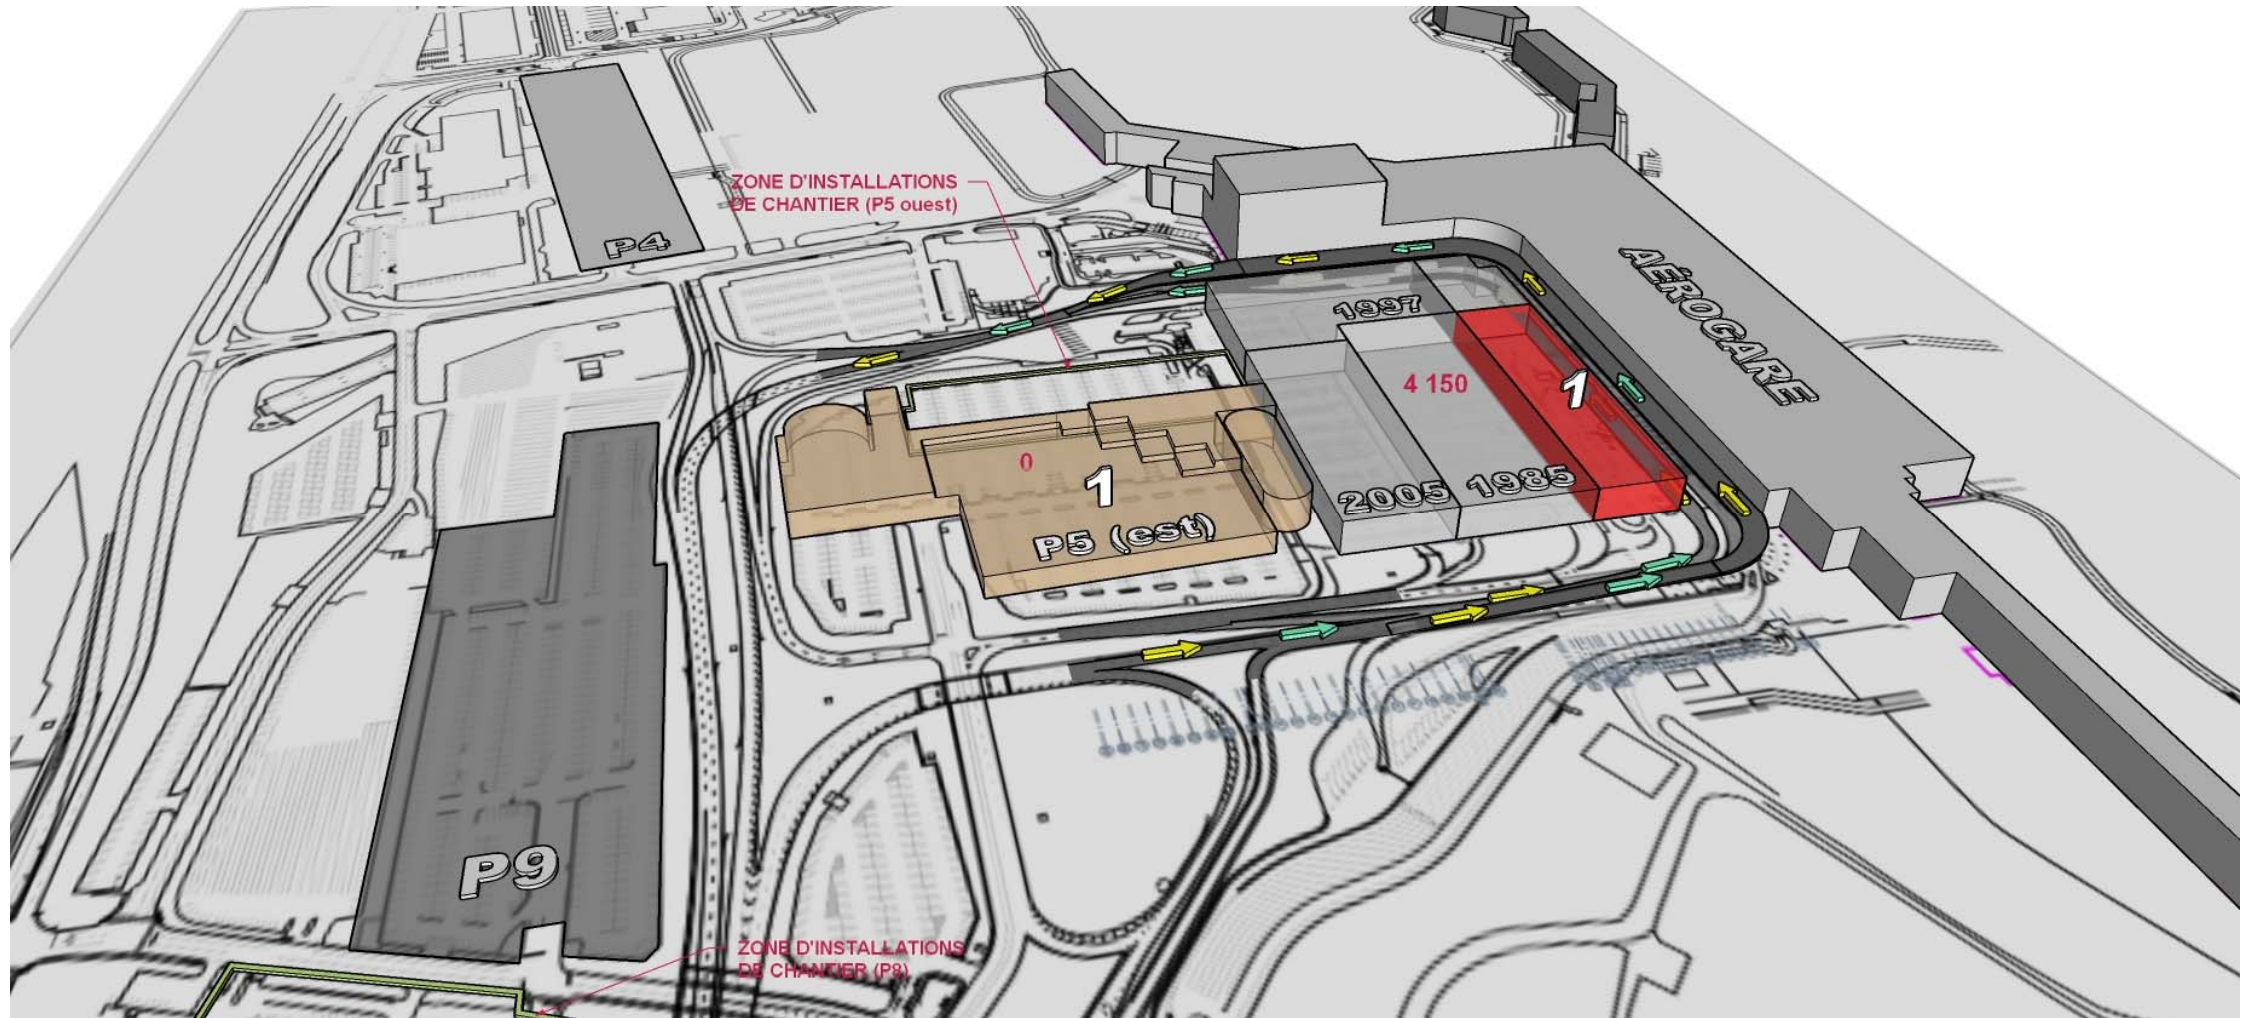 ZONE D'INSTALLATIONS
DE CHANTIER (P5 ouest)
P4
AÉROGARE
1997
4 150
1
0
1
2005
1985
P5 (est)
P9
ZONE D'INSTALLATIONS
DE CHANTIER (P8)